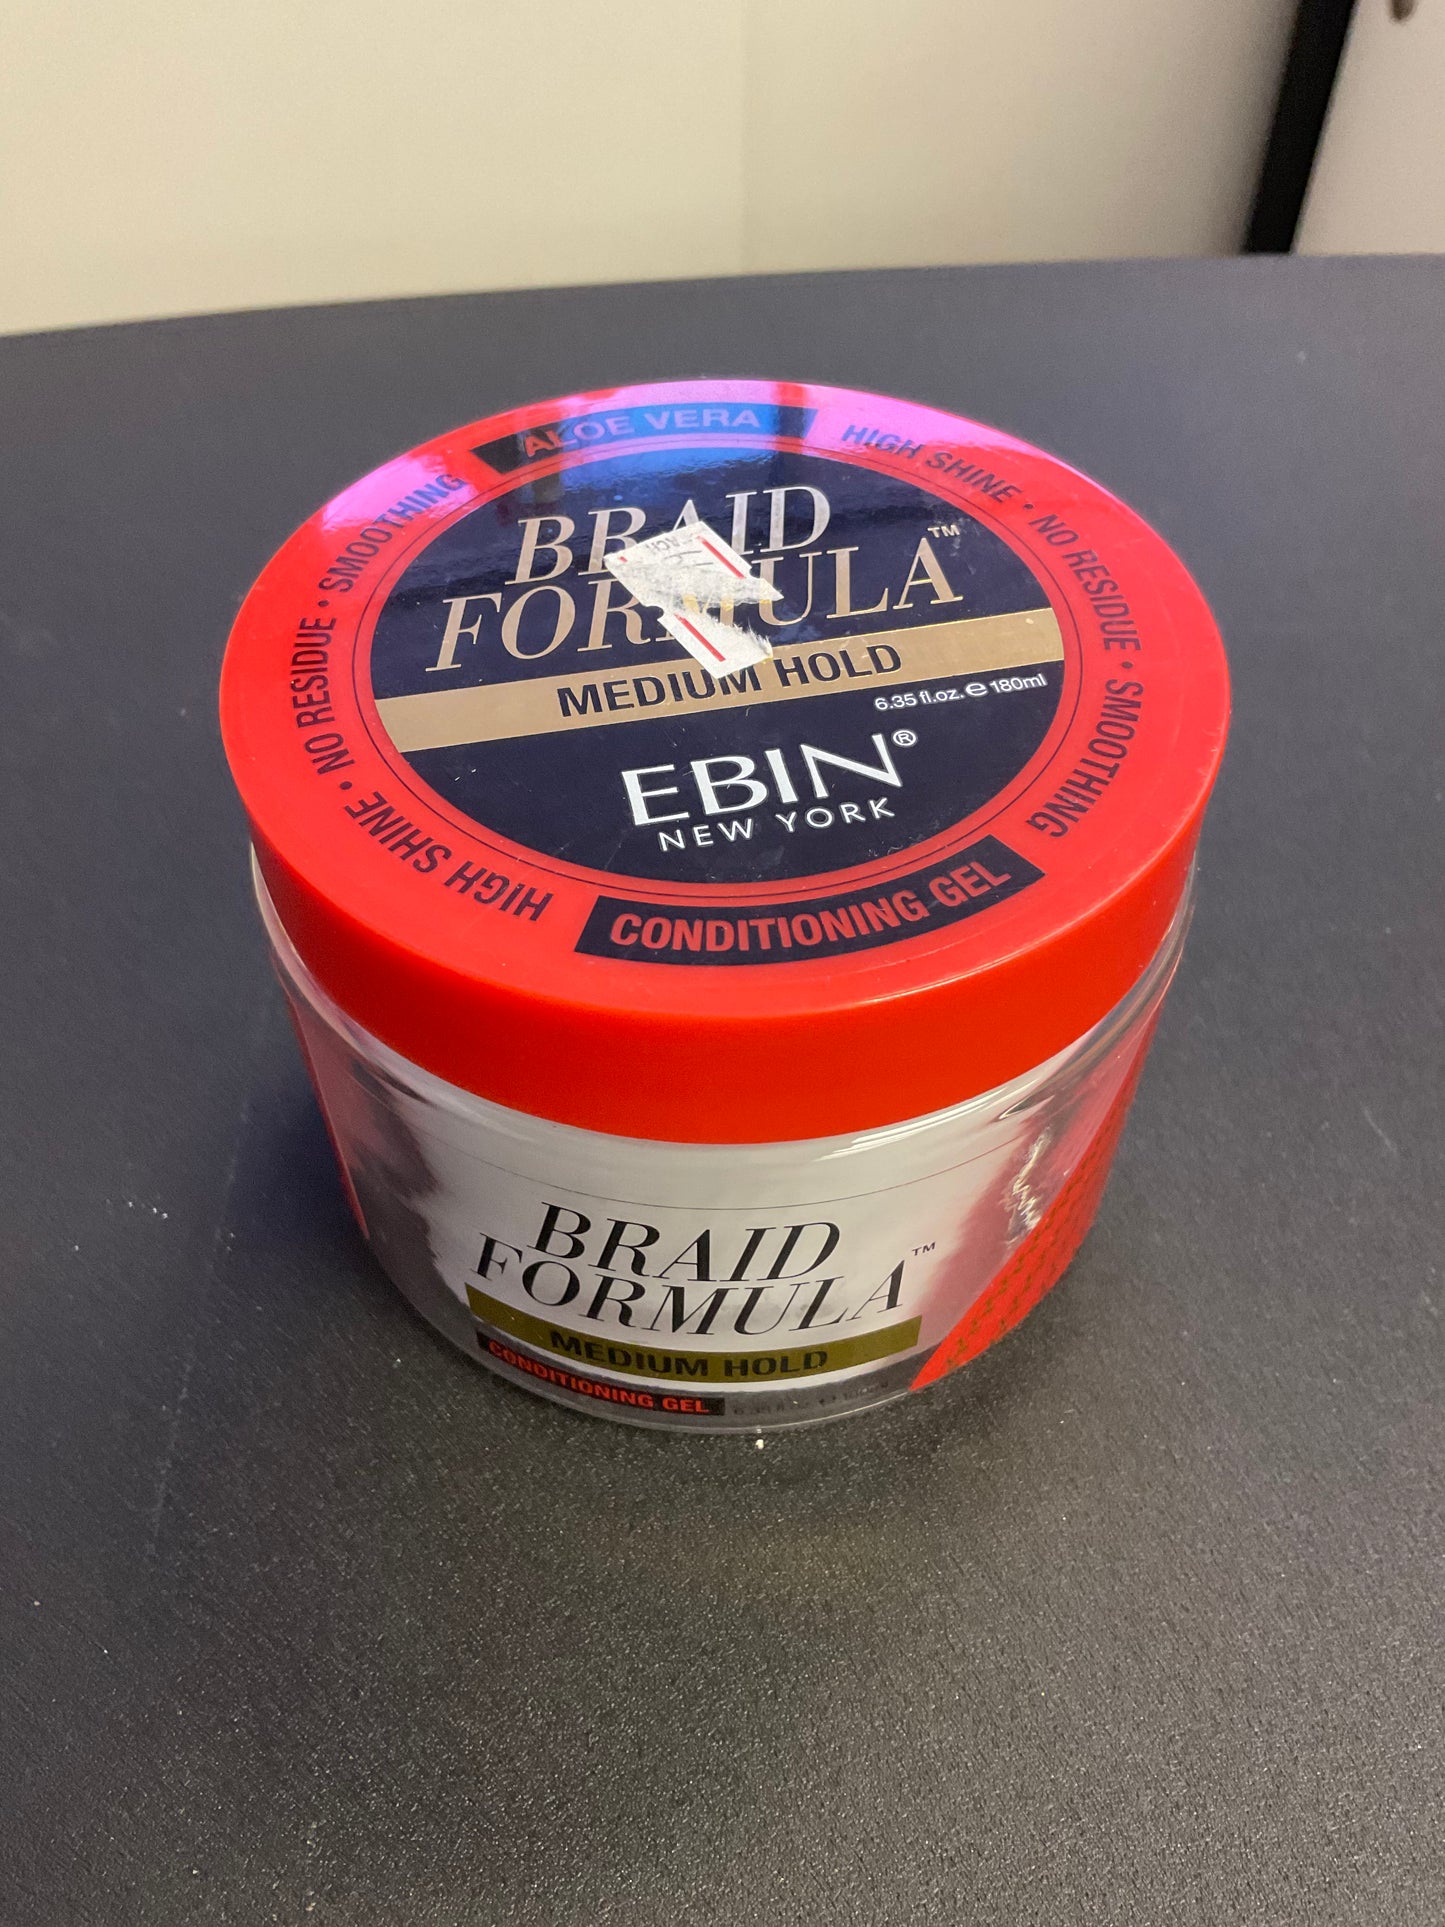 ALOE VERA
HIGH SHINE • NO RESIDUE • SMOOTHING
BRAID
FORMULA™
MEDIUM HOLD
6.35 fl.oz. e 180ml
EBIN®
NEW YORK
CONDITIONING GEL
HIGH SHINE • NO RESIDUE • SMOOTHING
BRAID
FORMULA™
MEDIUM HOLD
CONDITIONING GEL